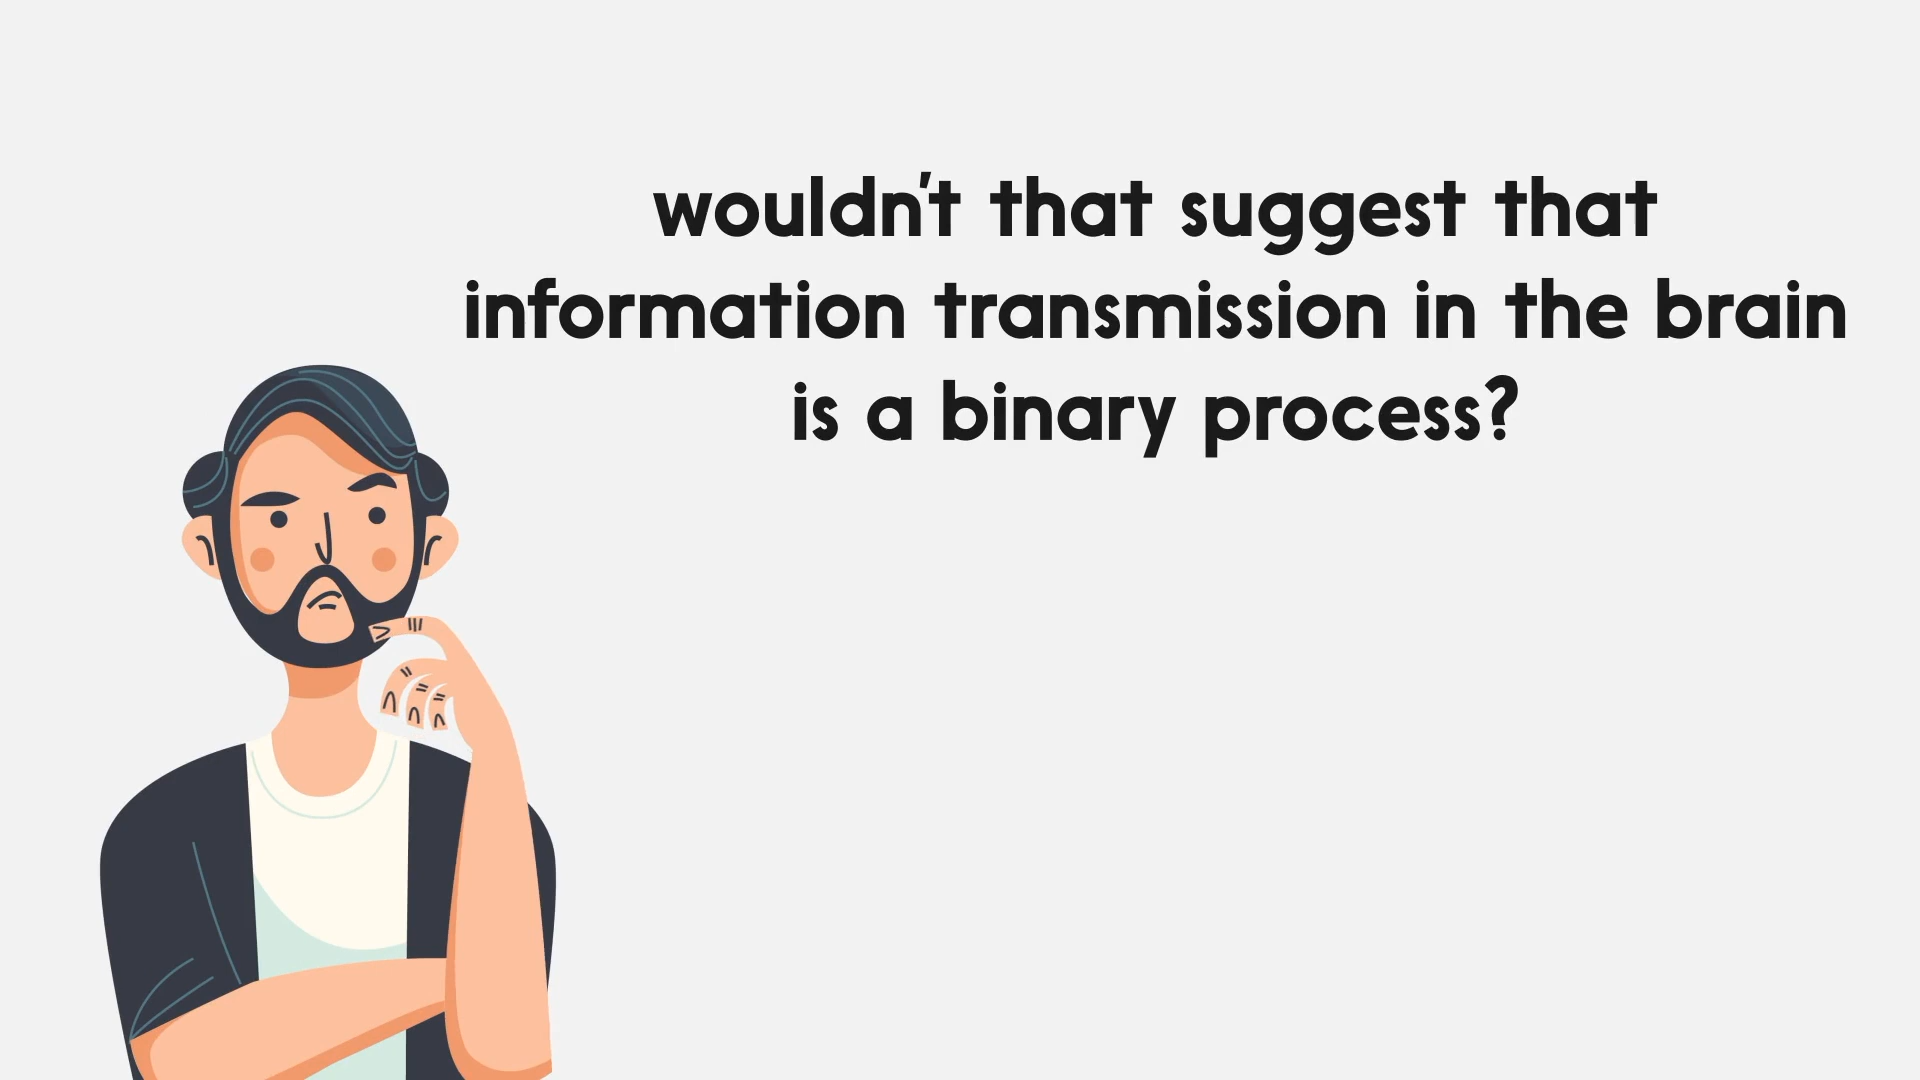 wouldn't that suggest that
information transmission in the brain
is a binary process?